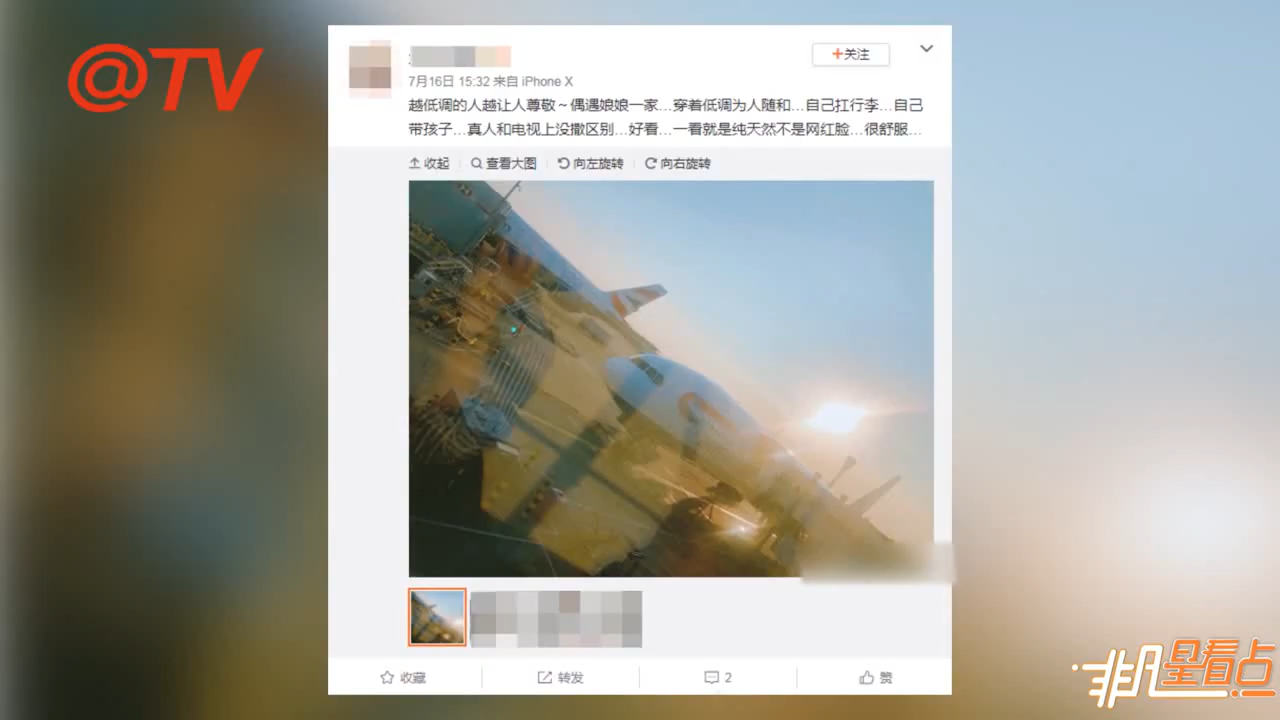 @TV
+关注
7月16日 15:32 来自 iPhone X
越低调的人越让人尊敬～偶遇娘娘一家...穿着低调为人随和...自己扛行李...自己
带孩子...真人和电视上没撒区别...好看...一看就是纯天然不是网红脸...很舒服...
收起 查看大图 向左旋转 向右旋转
收藏 转发 2 赞
非凡星看点